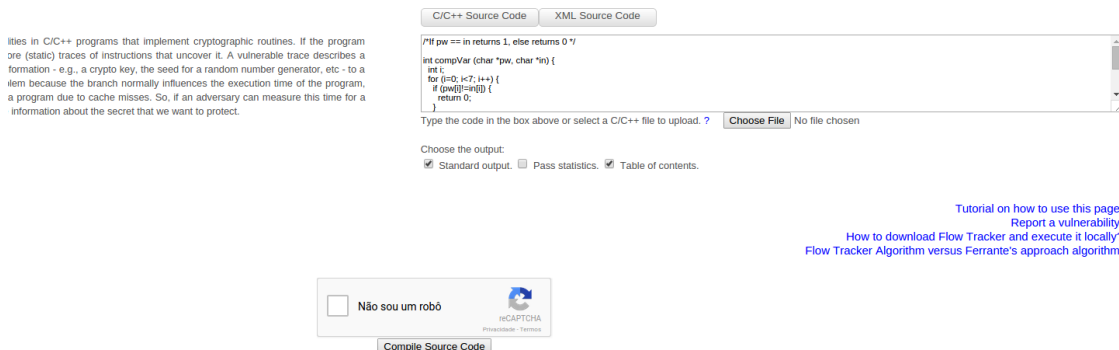 C/C++ Source Code XML Source Code
ities in C/C++ programs that implement cryptographic routines. If the program
ore (static) traces of instructions that uncover it. A vulnerable trace describes a
formation - e.g., a crypto key, the seed for a random number generator, etc - to a
lem because the branch normally influences the execution time of the program,
a program due to cache misses. So, if an adversary can measure this time for a
information about the secret that we want to protect.
/*If pw == in returns 1, else returns 0 */
int compVar (char *pw, char *in) {
int i;
for (i=0; i<7; i++) {
if (pw[i]!=in[i]) {
return 0;
}
Type the code in the box above or select a C/C++ file to upload. ? Choose File No file chosen
Choose the output:
Standard output. Pass statistics. Table of contents.
Tutorial on how to use this page
Report a vulnerability
How to download Flow Tracker and execute it locally
Flow Tracker Algorithm versus Ferrante's approach algorithm
Não sou um robô
reCAPTCHA
Privacidade - Termos
Compile Source Code